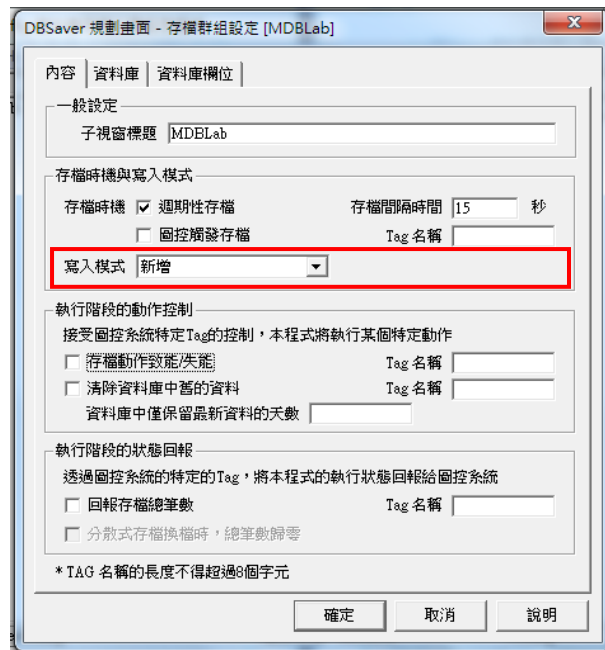 DBSaver 規劃畫面 - 存檔群組設定 [MDBLab]
內容 資料庫 資料庫欄位
一般設定
子視窗標題 MDBLab
存檔時機與寫入模式
存檔時機 週期性存檔 存檔間隔時間 15 秒
圖控觸發存檔 Tag 名稱
寫入模式 新增
執行階段的動作控制
接受圖控系統特定Tag的控制，本程式將執行某個特定動作
存檔動作致能/失能 Tag 名稱
清除資料庫中舊的資料 Tag 名稱
資料庫中僅保留最新資料的天數
執行階段的狀態回報
透過圖控系統的特定的Tag，將本程式的執行狀態回報給圖控系統
回報存檔總筆數 Tag 名稱
分散式存檔換檔時，總筆數歸零
* TAG 名稱的長度不得超過8個字元
確定 取消 說明